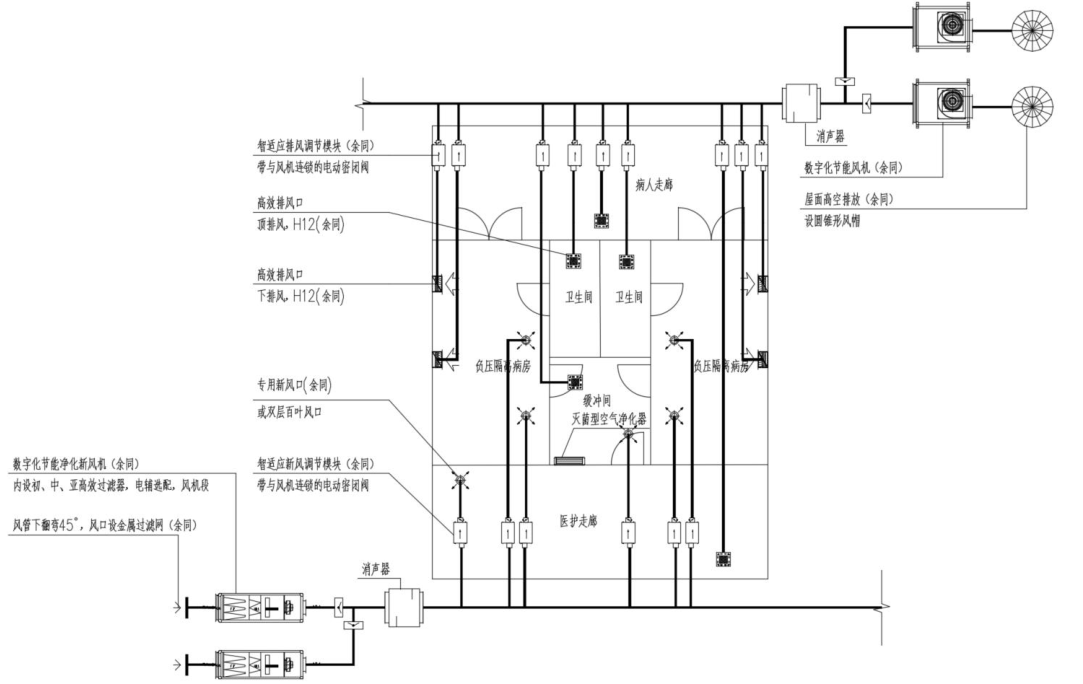 消声器
数字化节能风机（余同）
屋面高空排放（余同）
设圆锥形风帽
智适应排风调节模块（余同）
带与风机连锁的电动密闭阀
病人走廊
高效排风口
顶排风，H12（余同）
高效排风口
下排风，H12（余同）
卫生间
卫生间
负压隔离病房
负压隔离病房
专用新风口（余同）
或双层百叶风口
缓冲间
灭菌型空气净化器
数字化节能净化新风机（余同）
内设初、中、亚高效过滤器，电辅选配，风机段
智适应新风调节模块（余同）
带与风机连锁的电动密闭阀
风管下翻弯45°，风口设金属过滤网（余同）
医护走廊
消声器